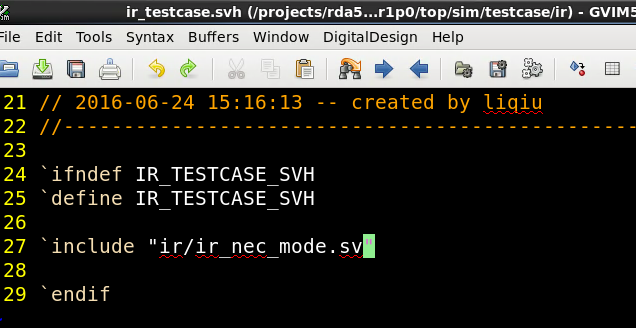 ir_testcase.svh (/projects/rda5...r1p0/top/sim/testcase/ir) - GVIM5
File Edit Tools Syntax Buffers Window DigitalDesign Help
21 // 2016-06-24 15:16:13 -- created by liqiu
22 //--------------------------------------------------
23
24 `ifndef IR_TESTCASE_SVH
25 `define IR_TESTCASE_SVH
26
27 `include "ir/ir_nec_mode.sv"
28
29 `endif